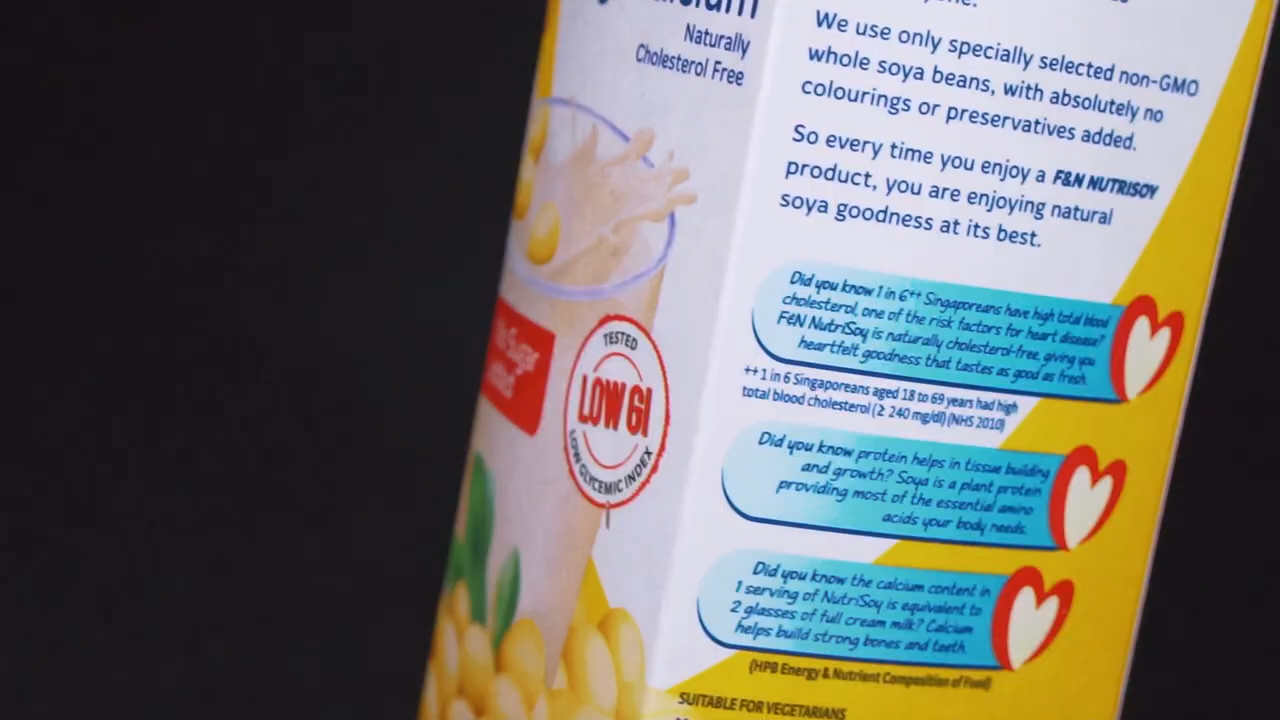 Naturally
Cholesterol Free
TESTED
LOW GI
LOW GLYCEMIC INDEX
We use only specially selected non-GMO
whole soya beans, with absolutely no
colourings or preservatives added.
So every time you enjoy a F&N NUTRISOY
product, you are enjoying natural
soya goodness at its best.
Did you know 1 in 6++ Singaporeans have high total blood
cholesterol, one of the risk factors for heart disease?
F&N NutriSoy is naturally cholesterol-free, giving you
heartfelt goodness that tastes as good as fresh.
++ 1 in 6 Singaporeans aged 18 to 69 years had high
total blood cholesterol (≥ 240 mg/dl) (NHS 2010)
Did you know protein helps in tissue building
and growth? Soya is a plant protein
providing most of the essential amino
acids your body needs.
Did you know the calcium content in
1 serving of NutriSoy is equivalent to
2 glasses of full cream milk? Calcium
helps build strong bones and teeth.
(HPB Energy & Nutrient Composition of Food)
SUITABLE FOR VEGETARIANS